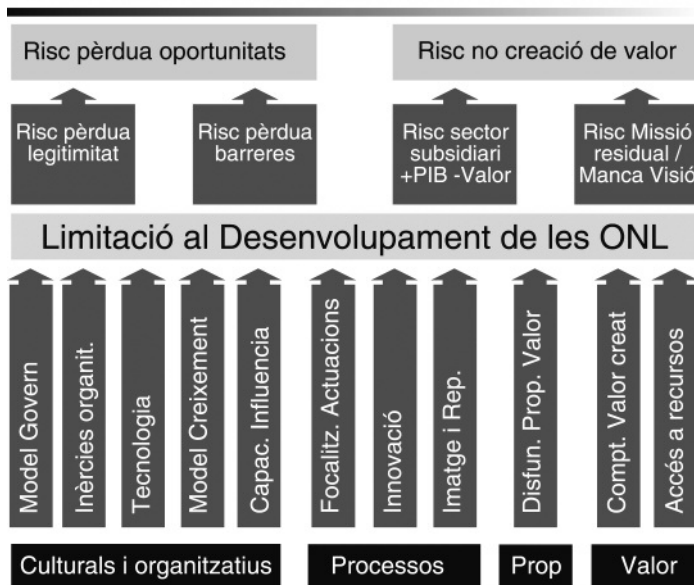 Risc pèrdua oportunitats
Risc no creació de valor
Risc pèrdua
legitimitat
Risc pèrdua
barreres
Risc sector
subsidiari
+PIB -Valor
Risc Missió
residual /
Manca Visió
Limitació al Desenvolupament de les ONL
Model Govern
Inèrcies organit.
Tecnologia
Model Creixement
Capac. Influencia
Focalitz. Actuacions
Innovació
Imatge i Rep.
Disfun. Prop. Valor
Compt. Valor creat
Accés a recursos
Culturals i organitzatius
Processos
Prop
Valor